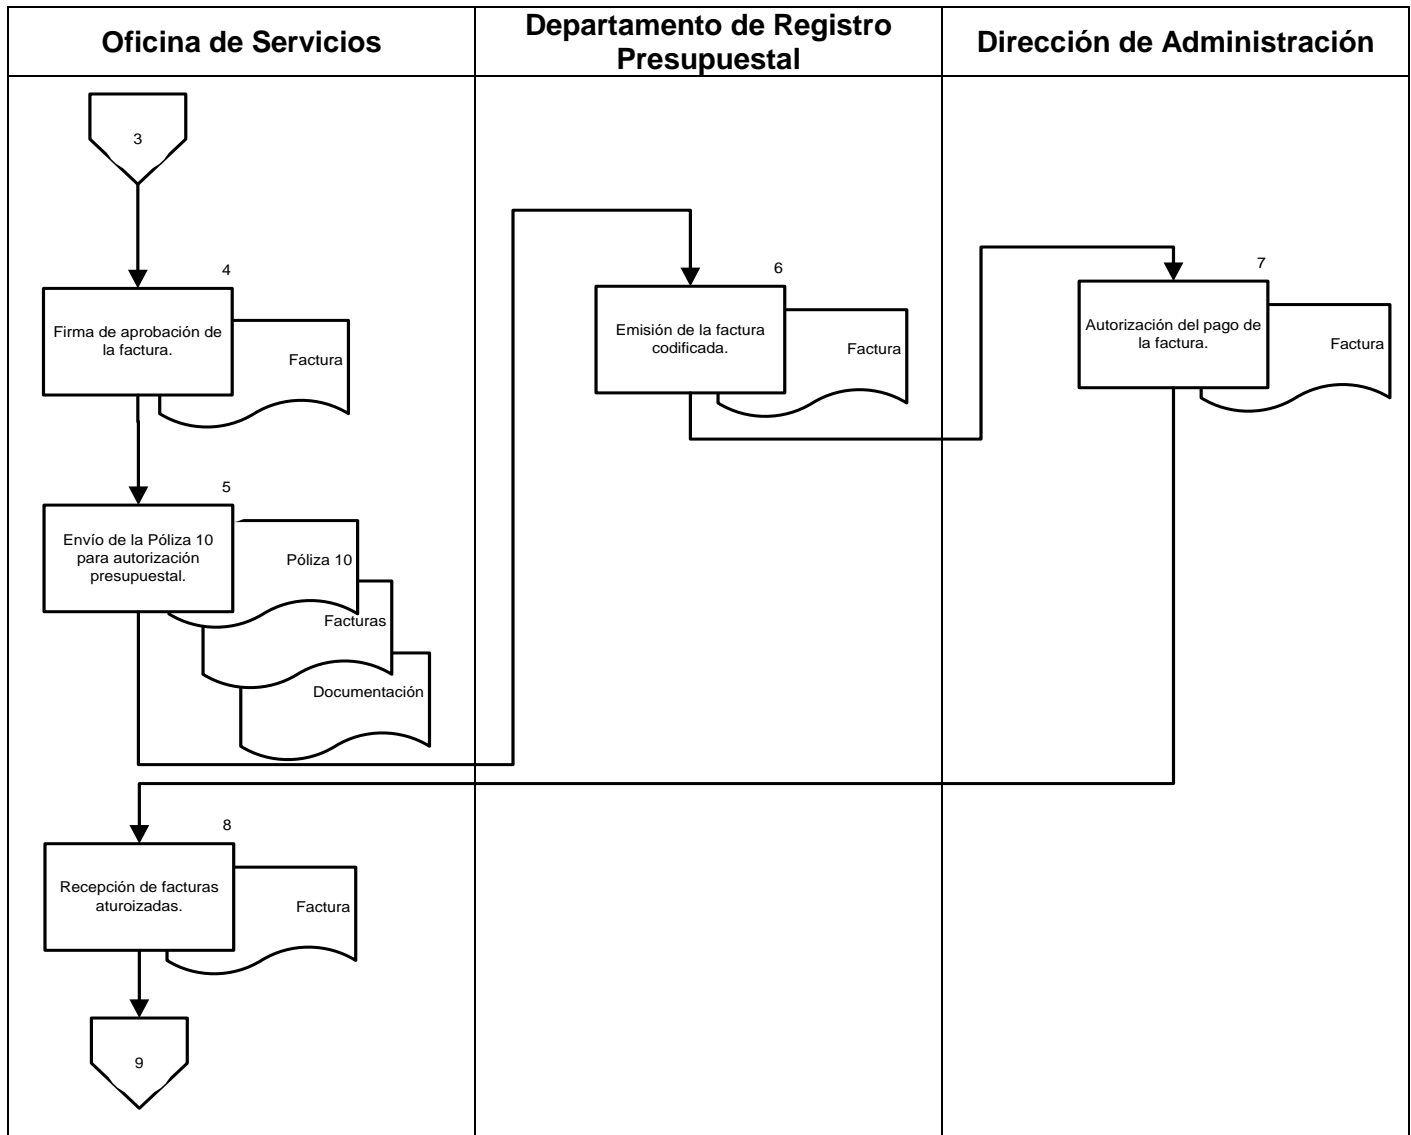 Oficina de Servicios
Departamento de Registro
Presupuestal
Dirección de Administración
3
4
Firma de aprobación de
la factura.
Factura
5
Envío de la Póliza 10
para autorización
presupuestal.
Póliza 10
Facturas
Documentación
6
Emisión de la factura
codificada.
Factura
7
Autorización del pago de
la factura.
Factura
8
Recepción de facturas
aturoizadas.
Factura
9